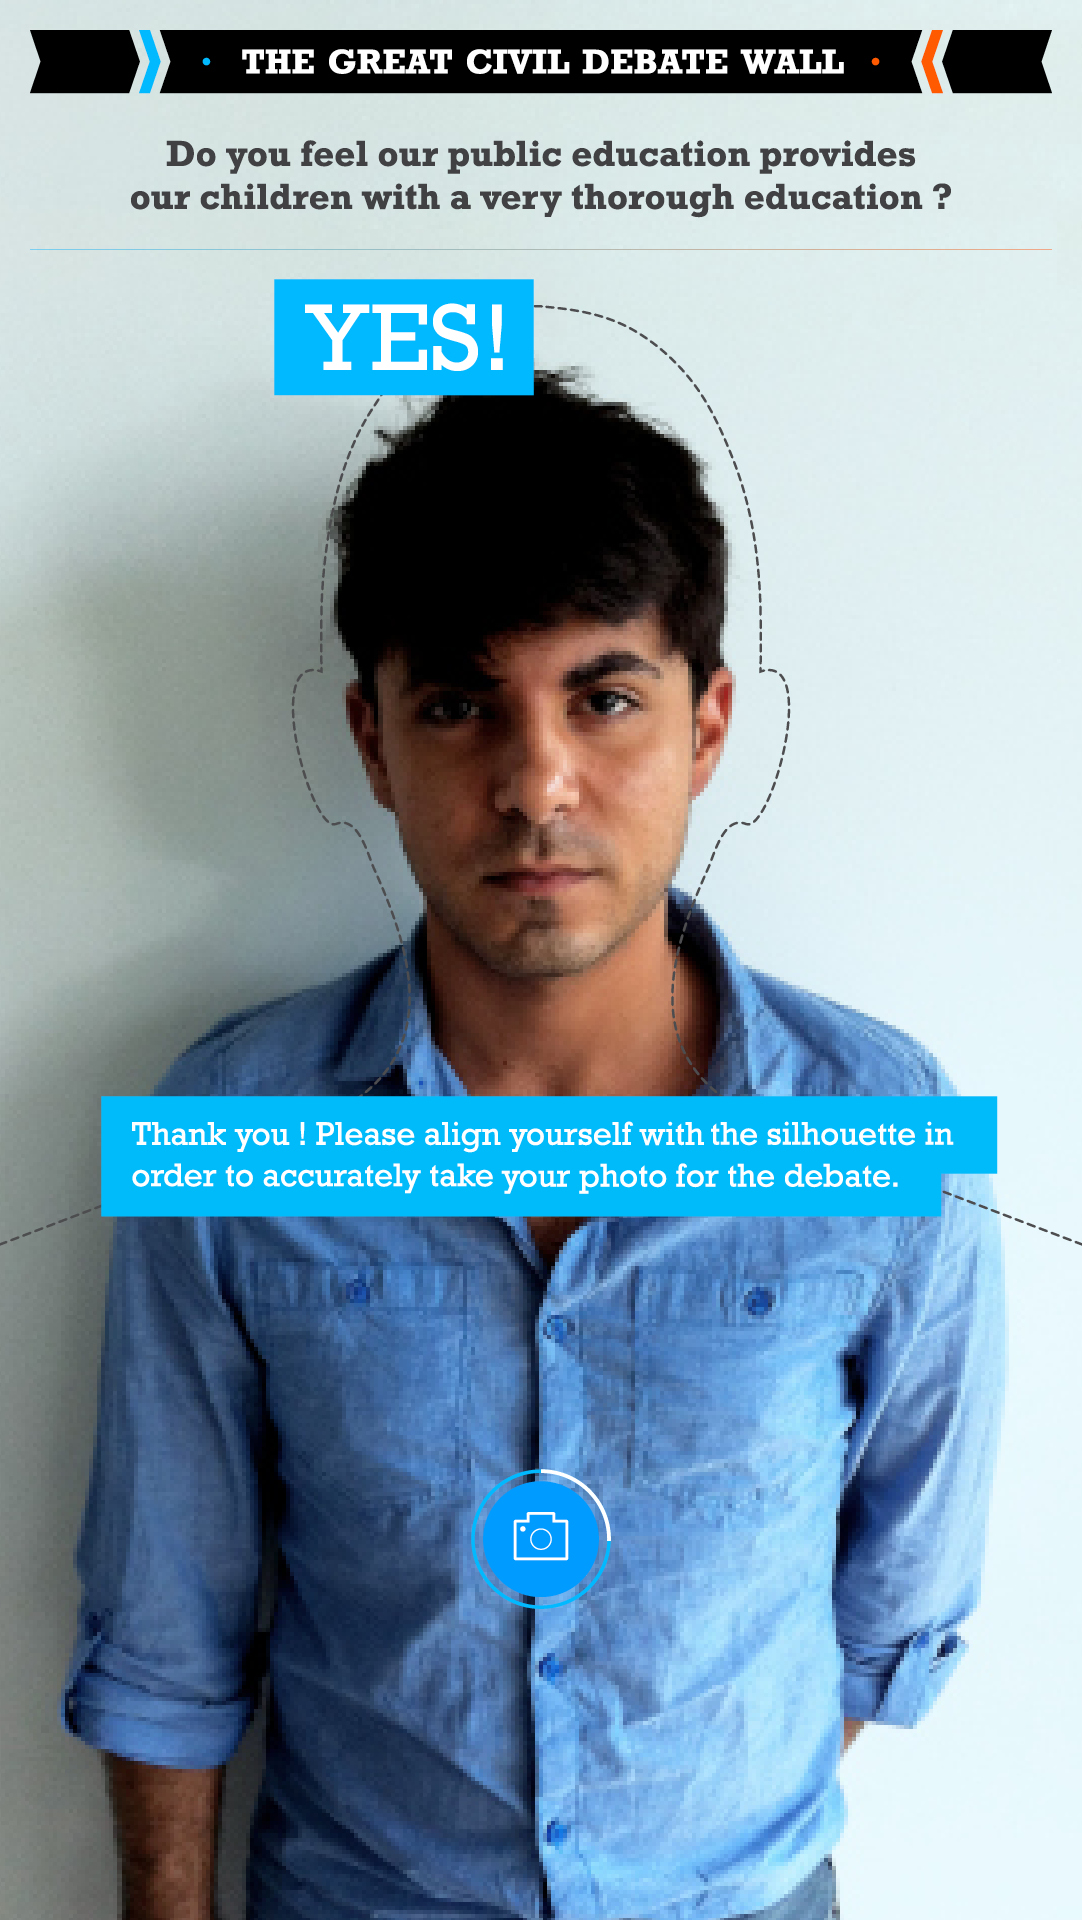 THE GREAT CIVIL DEBATE WALL
Do you feel our public education provides
our children with a very thorough education ?
YES!
Thank you ! Please align yourself with the silhouette in
order to accurately take your photo for the debate.